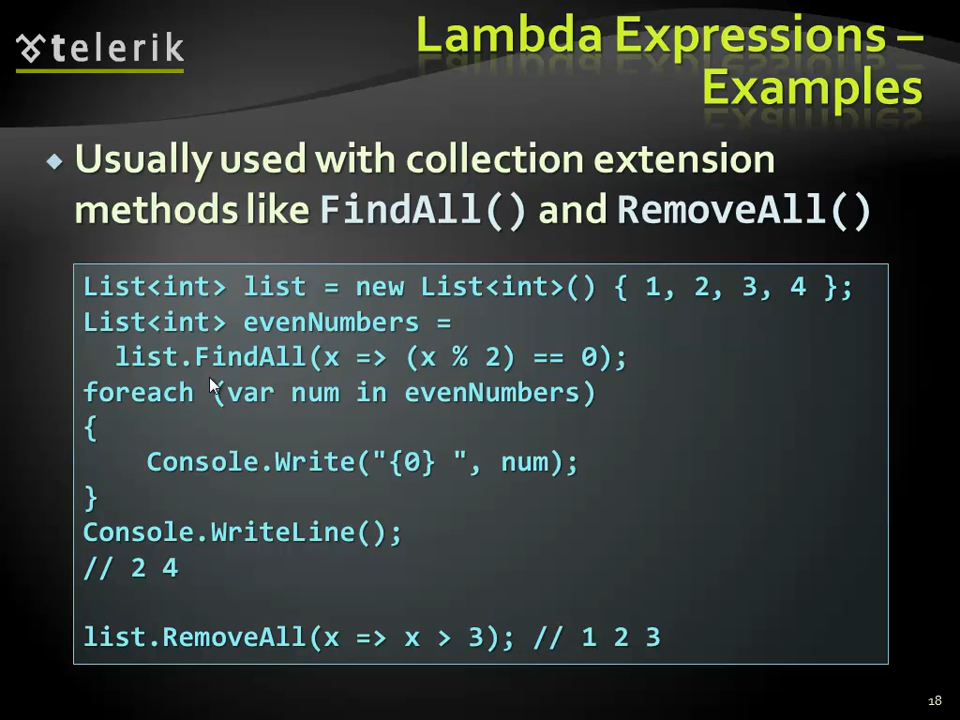 telerik
Lambda Expressions –
Examples
Usually used with collection extension
methods like FindAll() and RemoveAll()
List<int> list = new List<int>() { 1, 2, 3, 4 };
List<int> evenNumbers =
  list.FindAll(x => (x % 2) == 0);
foreach (var num in evenNumbers)
{
    Console.Write("{0} ", num);
}
Console.WriteLine();
// 2 4
list.RemoveAll(x => x > 3); // 1 2 3
18